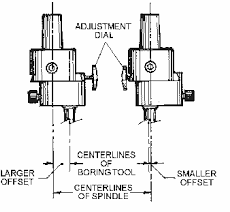 ADJUSTMENT
DIAL
CENTERLINES
OF
BORING TOOL
LARGER
OFFSET
SMALLER
OFFSET
CENTERLINES
OF SPINDLE